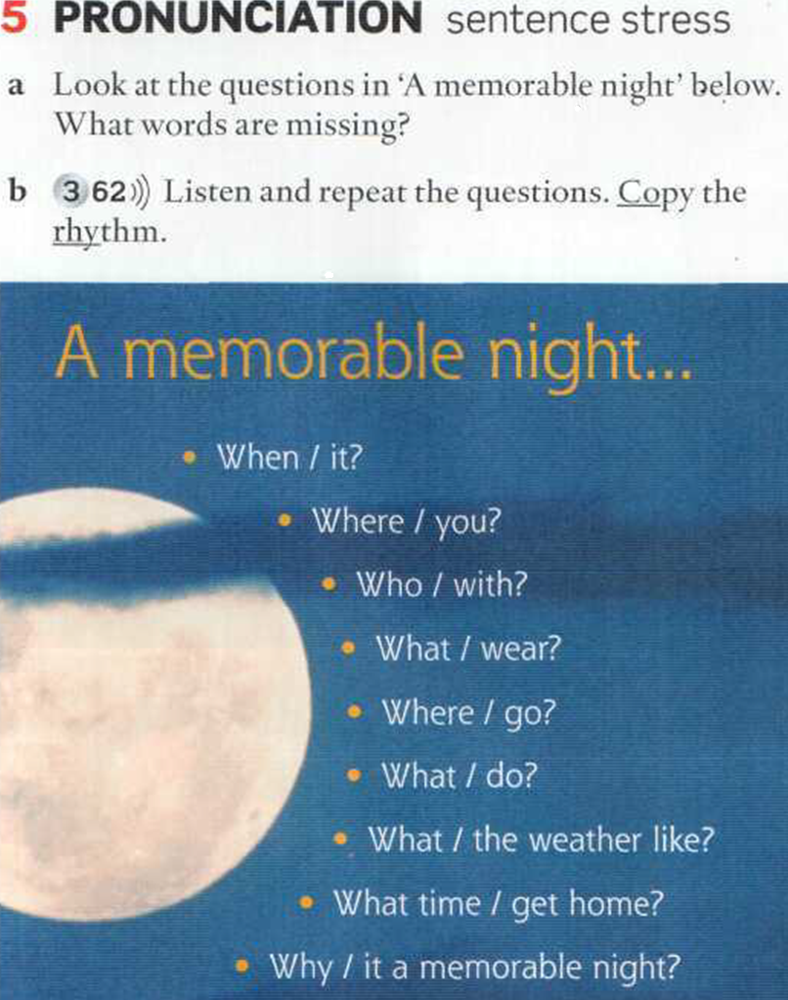 5 PRONUNCIATION sentence stress
a Look at the questions in ‘A memorable night’ below.
What words are missing?
b 3 62))) Listen and repeat the questions. Copy the
rhythm.
A memorable night...
• When / it?
• Where / you?
• Who / with?
• What / wear?
• Where / go?
• What / do?
• What / the weather like?
• What time / get home?
• Why / it a memorable night?